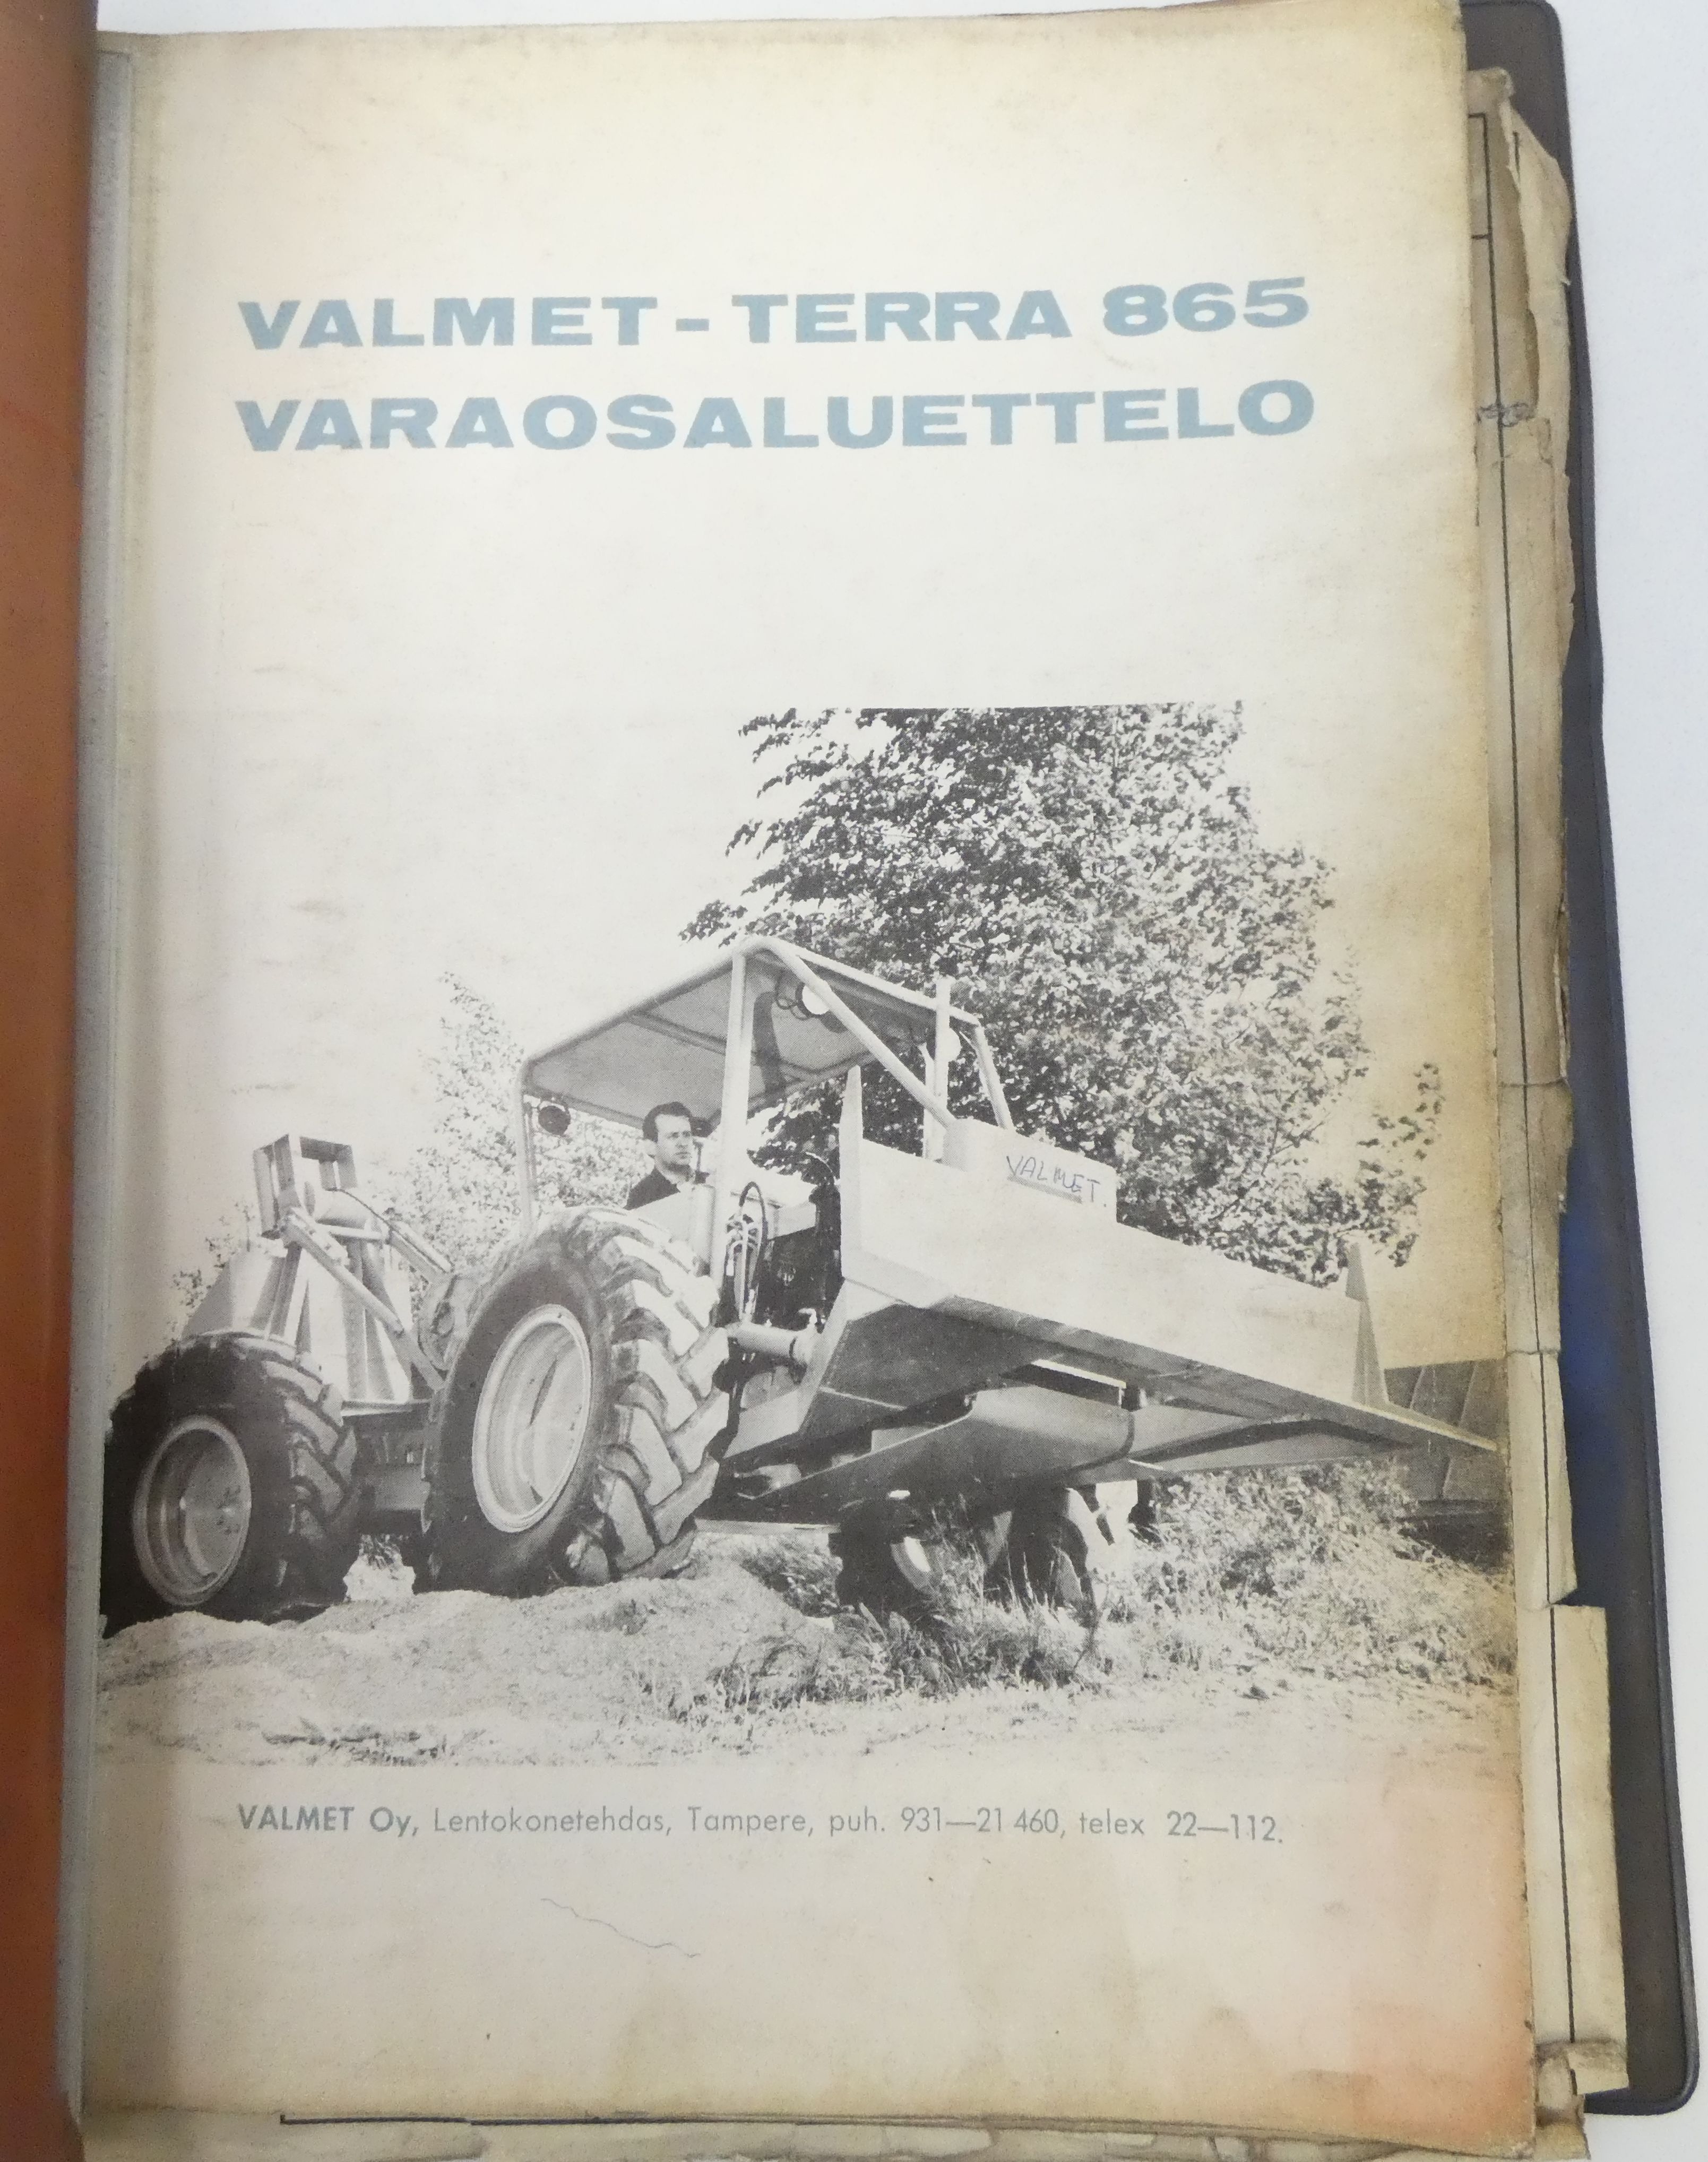 VALMET - TERRA 865
VARAOSALUETTELO
VALMET
VALMET Oy, Lentokonetehdas, Tampere, puh. 931—21 460, telex 22—112.